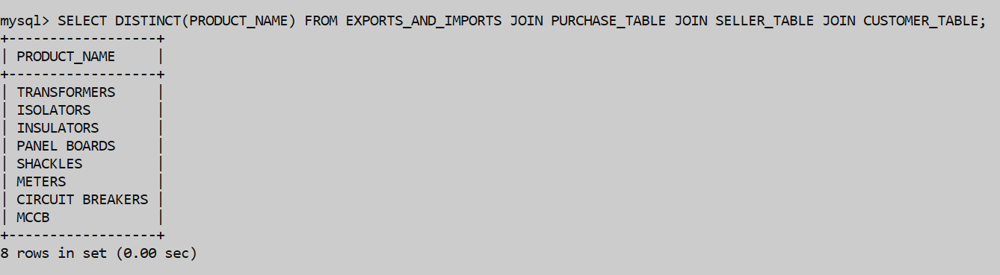 mysql> SELECT DISTINCT(PRODUCT_NAME) FROM EXPORTS_AND_IMPORTS JOIN PURCHASE_TABLE JOIN SELLER_TABLE JOIN CUSTOMER_TABLE;
+------------------+
| PRODUCT_NAME     |
+------------------+
| TRANSFORMERS     |
| ISOLATORS        |
| INSULATORS       |
| PANEL BOARDS     |
| SHACKLES         |
| METERS           |
| CIRCUIT BREAKERS |
| MCCB             |
+------------------+
8 rows in set (0.00 sec)